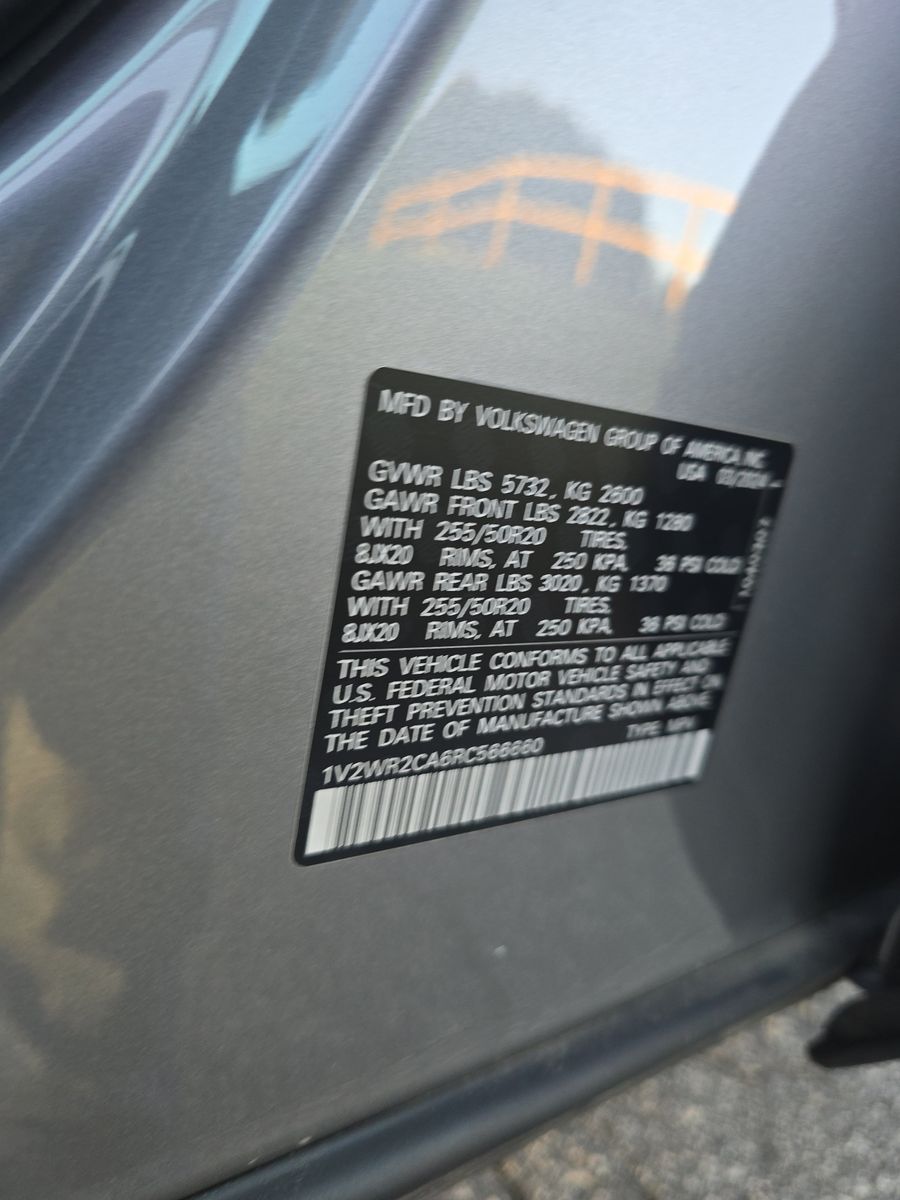 MFD BY VOLKSWAGEN GROUP OF AMERICA INC
USA 03/2024
GVWR LBS 5732, KG 2600
GAWR FRONT LBS 2822, KG 1280
WITH 255/50R20 TIRES,
8JX20 RIMS, AT 250 KPA, 36 PSI COLD
GAWR REAR LBS 3020, KG 1370
WITH 255/50R20 TIRES,
8JX20 RIMS, AT 250 KPA, 36 PSI COLD
THIS VEHICLE CONFORMS TO ALL APPLICABLE
U.S. FEDERAL MOTOR VEHICLE SAFETY AND
THEFT PREVENTION STANDARDS IN EFFECT ON
THE DATE OF MANUFACTURE SHOWN ABOVE
TYPE MPV
1V2WR2CA6RC566660